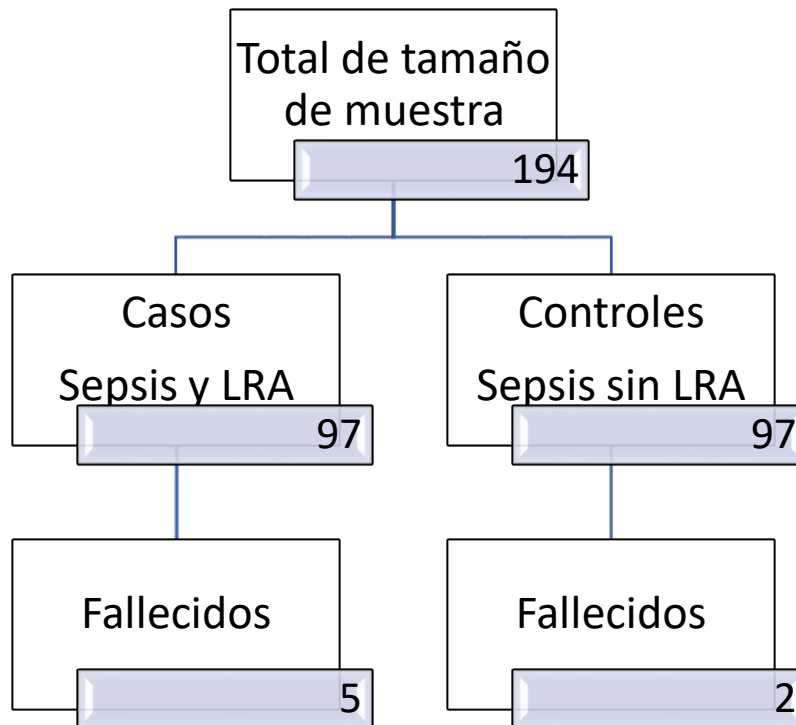 Total de tamaño
de muestra
194
Casos
Sepsis y LRA
97
Controles
Sepsis sin LRA
97
Fallecidos
5
Fallecidos
2